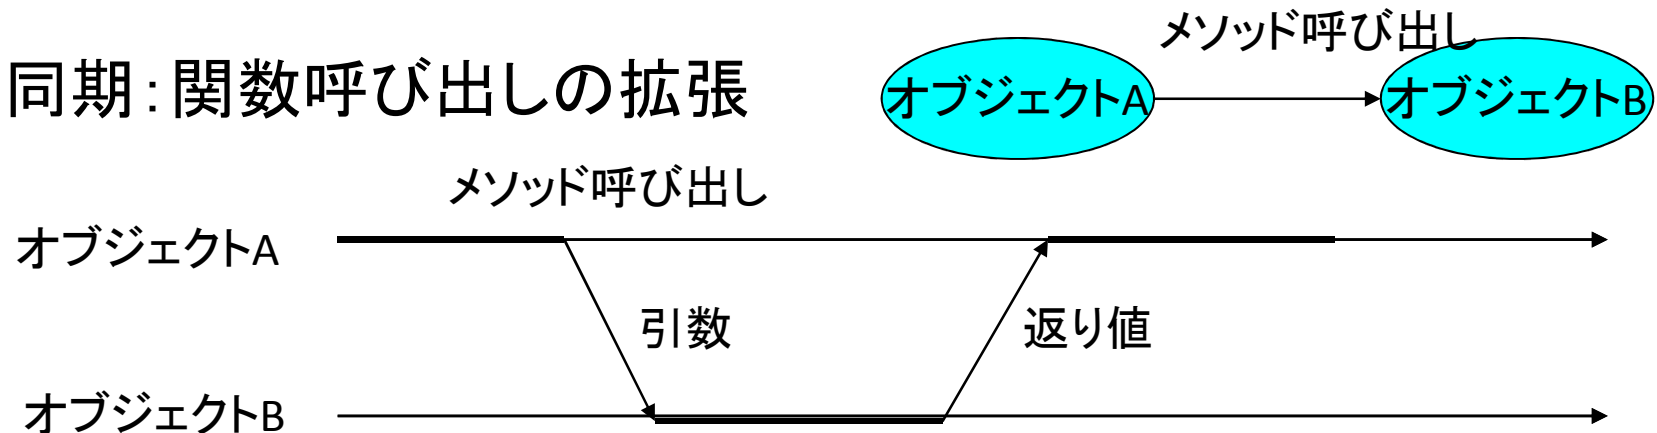 同期：関数呼び出しの拡張
メソッド呼び出し
オブジェクトA
オブジェクトB
メソッド呼び出し
オブジェクトA
引数
返り値
オブジェクトB